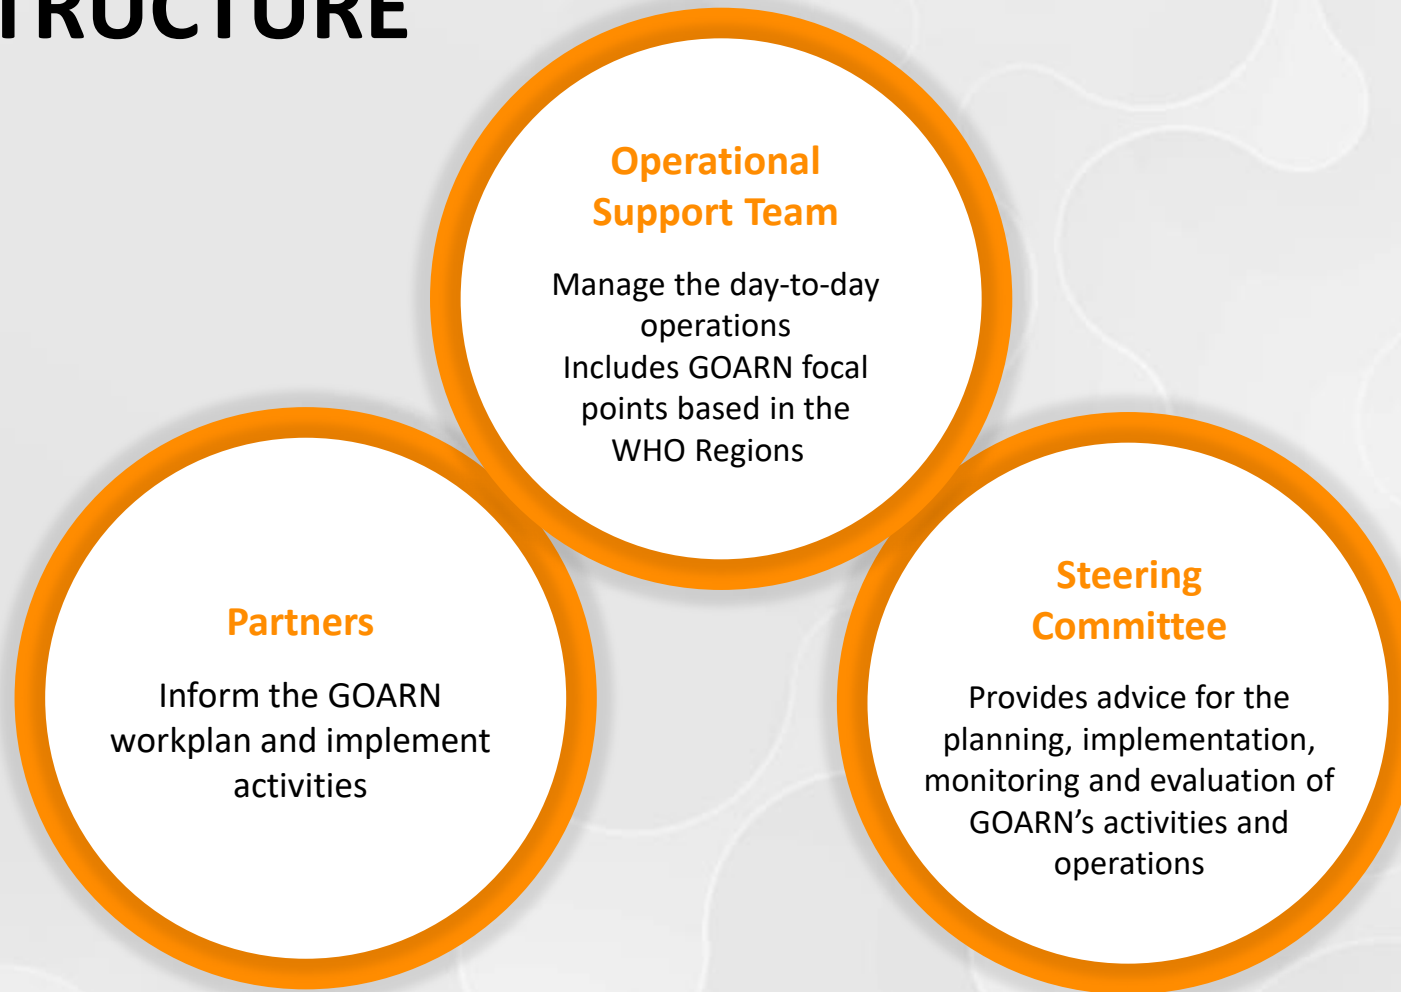 TRUCTURE
Operational
Support Team
Manage the day-to-day
operations
Includes GOARN focal
points based in the
WHO Regions
Partners
Inform the GOARN
workplan and implement
activities
Steering
Committee
Provides advice for the
planning, implementation,
monitoring and evaluation of
GOARN’s activities and
operations